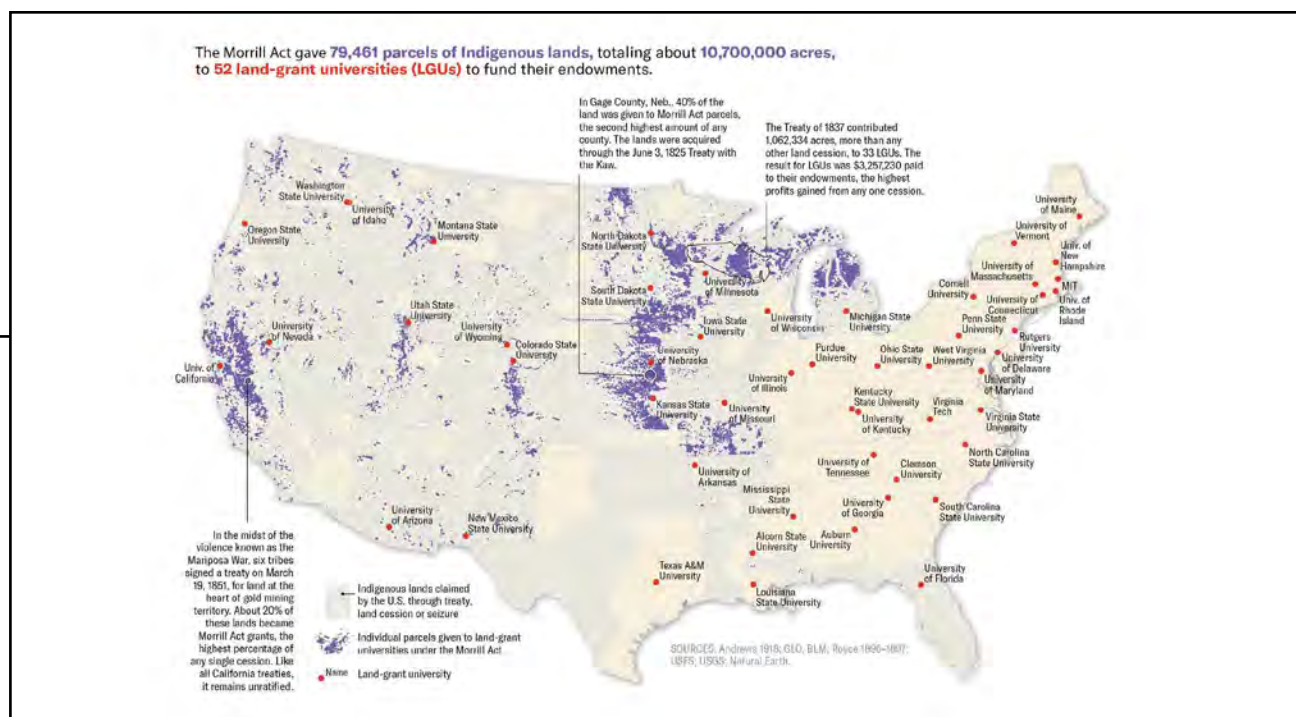 The Morrill Act gave 79,461 parcels of Indigenous lands, totaling about 10,700,000 acres,
to 52 land-grant universities (LGUs) to fund their endowments.
In Gage County, Neb., 40% of the
land was given to Morrill Act parcels,
the second highest amount of any
county. The lands were acquired
through the June 3, 1825 Treaty with
the Kaw.
The Treaty of 1837 contributed
1,062,334 acres, more than any
other land cession, to 33 LGUs. The
result for LGUs was $3,257,230 paid
to their endowments, the highest
profits gained from any one cession.
Washington
State University
University
of Idaho
Oregon State
University
Montana State
University
North Dakota
State University
South Dakota
State University
University
of Minnesota
University
of Maine
University of
Vermont
Univ. of
New
Hampshire
University of
Massachusetts
Cornell
University
MIT
University of
Connecticut
Univ. of
Rhode
Island
Utah State
University
University
of Nevada
University
of Wyoming
Colorado State
University
Iowa State
University
University
of Wisconsin
Michigan State
University
Penn State
University
Rutgers
University
University
of Delaware
Univ. of
California
University
of Nebraska
Purdue
University
Ohio State
University
West Virginia
University
University of
Illinois
University
of Maryland
Kansas State
University
University
of Missouri
Kentucky
State University
University
of Kentucky
Virginia
Tech
Virginia State
University
North Carolina
State University
University of
Arkansas
University of
Tennessee
Clemson
University
Mississippi
State
University
University
of Georgia
South Carolina
State University
University
of Arizona
New Mexico
State University
Alcorn State
University
Auburn
University
Texas A&M
University
Louisiana
State University
University
of Florida
In the midst of the
violence known as the
Mariposa War, six tribes
signed a treaty on March
19, 1851, for land at the
heart of gold mining
territory. About 20% of
these lands became
Morrill Act grants, the
highest percentage of
any single cession. Like
all California treaties,
it remains unratified.
Indigenous lands claimed
by the U.S. through treaty,
land cession or seizure
Individual parcels given to land-grant
universities under the Morrill Act
Name Land-grant university
SOURCES: Andrews 1918; GLO, BLM; Royce 1896-1897;
USFS; USGS; Natural Earth.